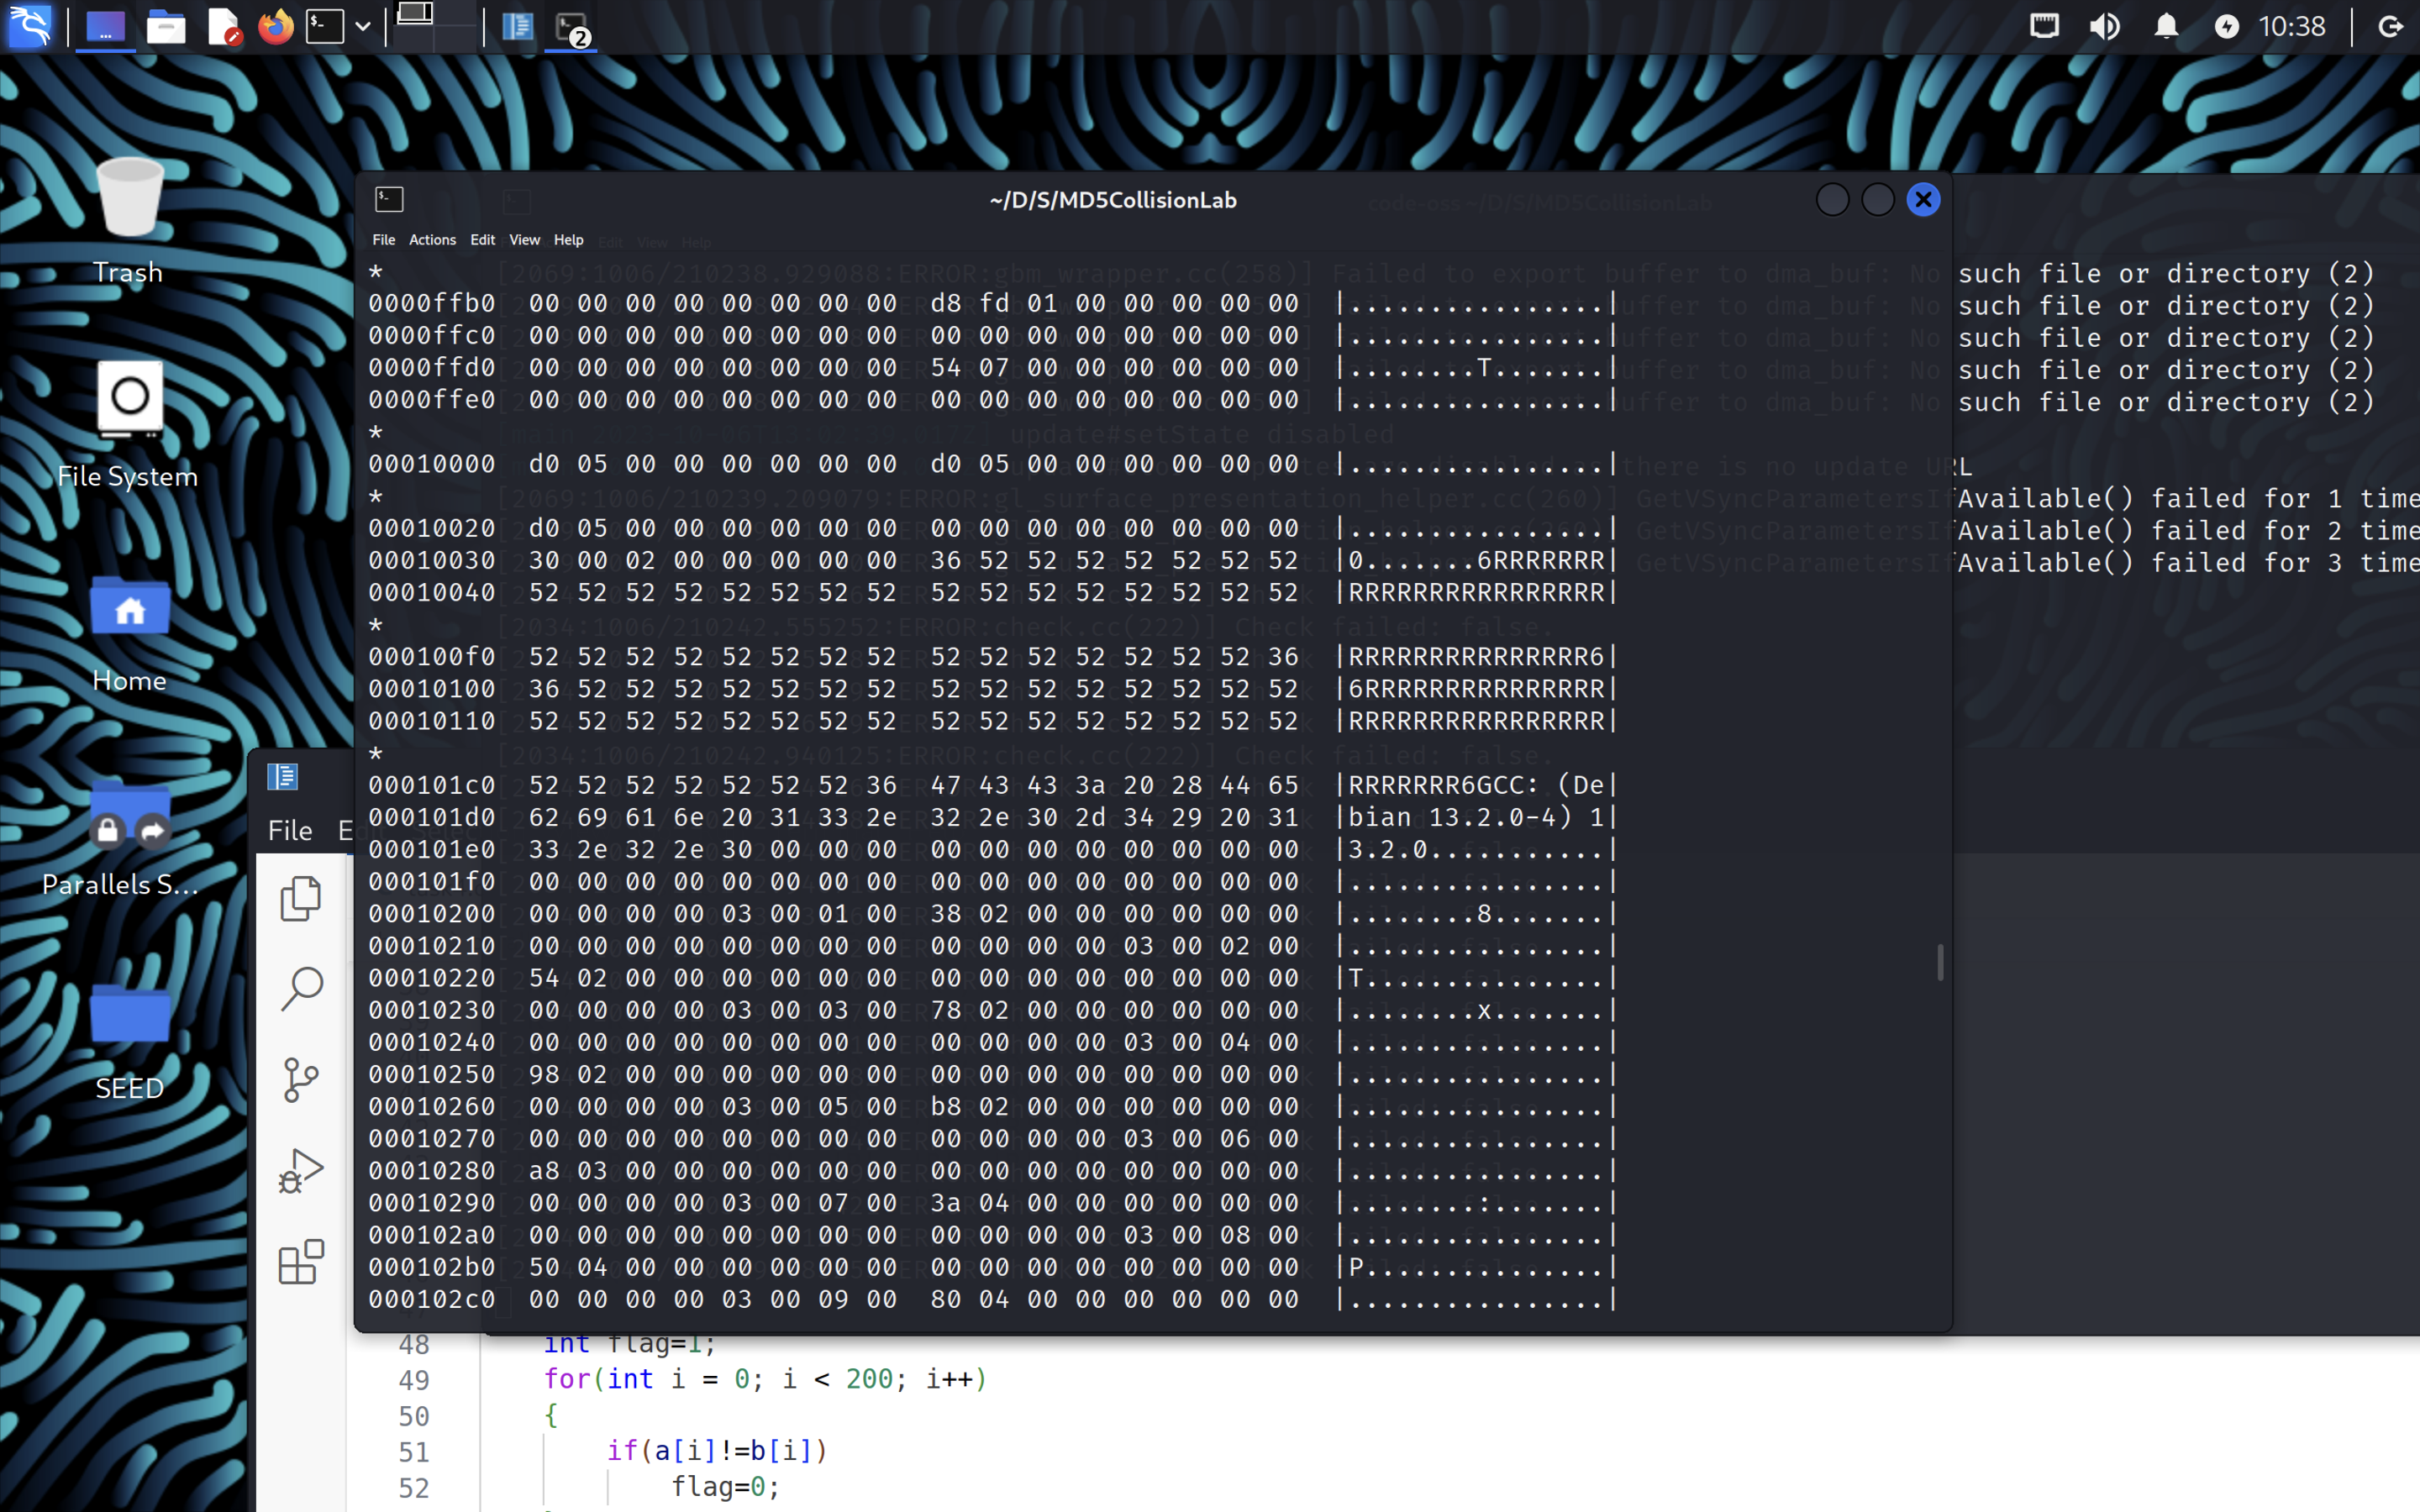 2
10:38
Trash
File System
Home
Parallels S...
SEED
~/D/S/MD5CollisionLab
code-oss ~/D/S/MD5CollisionLab
File Actions Edit View Help
*
0000ffb0 00 00 00 00 00 00 00 00 d8 fd 01 00 00 00 00 00 |................|
0000ffc0 00 00 00 00 00 00 00 00 00 00 00 00 00 00 00 00 |................|
0000ffd0 00 00 00 00 00 00 00 00 54 07 00 00 00 00 00 00 |........T.......|
0000ffe0 00 00 00 00 00 00 00 00 00 00 00 00 00 00 00 00 |................|
*
00010000 d0 05 00 00 00 00 00 00 d0 05 00 00 00 00 00 00 |................|
*
00010020 d0 05 00 00 00 00 00 00 00 00 00 00 00 00 00 00 |................|
00010030 30 00 02 00 00 00 00 00 36 52 52 52 52 52 52 52 |0.......6RRRRRRR|
00010040 52 52 52 52 52 52 52 52 52 52 52 52 52 52 52 52 |RRRRRRRRRRRRRRRR|
*
000100f0 52 52 52 52 52 52 52 52 52 52 52 52 52 52 52 36 |RRRRRRRRRRRRRRR6|
00010100 36 52 52 52 52 52 52 52 52 52 52 52 52 52 52 52 |6RRRRRRRRRRRRRRR|
00010110 52 52 52 52 52 52 52 52 52 52 52 52 52 52 52 52 |RRRRRRRRRRRRRRRR|
*
000101c0 52 52 52 52 52 52 52 36 47 43 43 3a 20 28 44 65 |RRRRRRR6GCC: (De|
000101d0 62 69 61 6e 20 31 33 2e 32 2e 30 2d 34 29 20 31 |bian 13.2.0-4) 1|
000101e0 33 2e 32 2e 30 00 00 00 00 00 00 00 00 00 00 00 |3.2.0...........|
000101f0 00 00 00 00 00 00 00 00 00 00 00 00 00 00 00 00 |................|
00010200 00 00 00 00 03 00 01 00 38 02 00 00 00 00 00 00 |........8.......|
00010210 00 00 00 00 00 00 00 00 00 00 00 00 03 00 02 00 |................|
00010220 54 02 00 00 00 00 00 00 00 00 00 00 00 00 00 00 |T...............|
00010230 00 00 00 00 03 00 03 00 78 02 00 00 00 00 00 00 |........x.......|
00010240 00 00 00 00 00 00 00 00 00 00 00 00 03 00 04 00 |................|
00010250 98 02 00 00 00 00 00 00 00 00 00 00 00 00 00 00 |................|
00010260 00 00 00 00 03 00 05 00 b8 02 00 00 00 00 00 00 |................|
00010270 00 00 00 00 00 00 00 00 00 00 00 00 03 00 06 00 |................|
00010280 a8 03 00 00 00 00 00 00 00 00 00 00 00 00 00 00 |................|
00010290 00 00 00 00 03 00 07 00 3a 04 00 00 00 00 00 00 |........:.......|
000102a0 00 00 00 00 00 00 00 00 00 00 00 00 03 00 08 00 |................|
000102b0 50 04 00 00 00 00 00 00 00 00 00 00 00 00 00 00 |P...............|
000102c0 00 00 00 00 03 00 09 00 80 04 00 00 00 00 00 00 |................|
such file or directory (2)
such file or directory (2)
such file or directory (2)
such file or directory (2)
such file or directory (2)
there is no update URL
GetVSyncParametersIfAvailable() failed for 1 time
GetVSyncParametersIfAvailable() failed for 2 time
GetVSyncParametersIfAvailable() failed for 3 time
File
48 int flag=1;
49 for(int i = 0; i < 200; i++)
50 {
51 if(a[i]!=b[i])
52 flag=0;